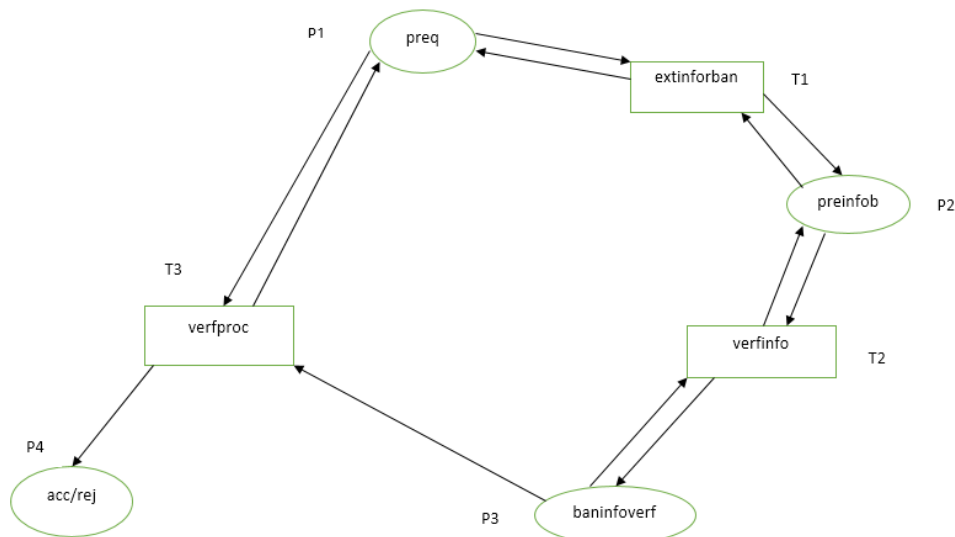 P1
preq
extinforban
T1
preinfob
P2
T3
verfproc
verfinfo
T2
P4
acc/rej
P3
baninfoverf